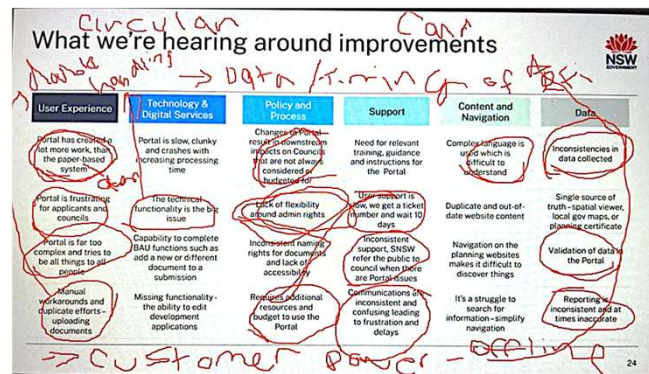 circular
What we're hearing around improvements
NSW
GOVERNMENT
handling → Data / Timing of
User Experience
Technology &
Digital Services
Policy and
Process
Support
Content and
Navigation
Data
Portal has created a
lot more work, than
the paper-based
system
Portal is slow, clunky
and crashes with
increasing processing
time
Changes to Portal
result in downstream
impacts on Councils
that are not always
considered or
budgeted for
Need for relevant
training, guidance
and instructions for
the Portal
Complex language is
used which is
difficult to
understand
Inconsistencies in
data collected
Portal is frustrating
for applicants and
councils
The technical
functionality is the big
issue
Lack of flexibility
around admin rights
User support is
slow, we get a ticket
number and wait 10
days
Duplicate and out-of-
date website content
Single source of
truth -spatial viewer,
local gov maps, or
planning certificate
Portal is far too
complex and tries to
be all things to all
people
Capability to complete
BAU functions such as
add a new or different
document to a
submission
Inconsistent naming
rights for documents
and lack of
accessibility
Inconsistent
support, SNSW
refer the public to
council when there
are Portal issues
Navigation on the
planning websites
makes it difficult to
discover things
Validation of data in
the Portal
Manual
workarounds and
duplicate efforts -
uploading
documents
Missing functionality -
the ability to edit
development
applications
Requires additional
resources and
budget to use the
Portal
Communications are
inconsistent and
confusing leading
to frustration and
delays
It's a struggle to
search for
information – simplify
navigation
Reporting is
inconsistent and at
times inaccurate
→ Customer Power - offline
24